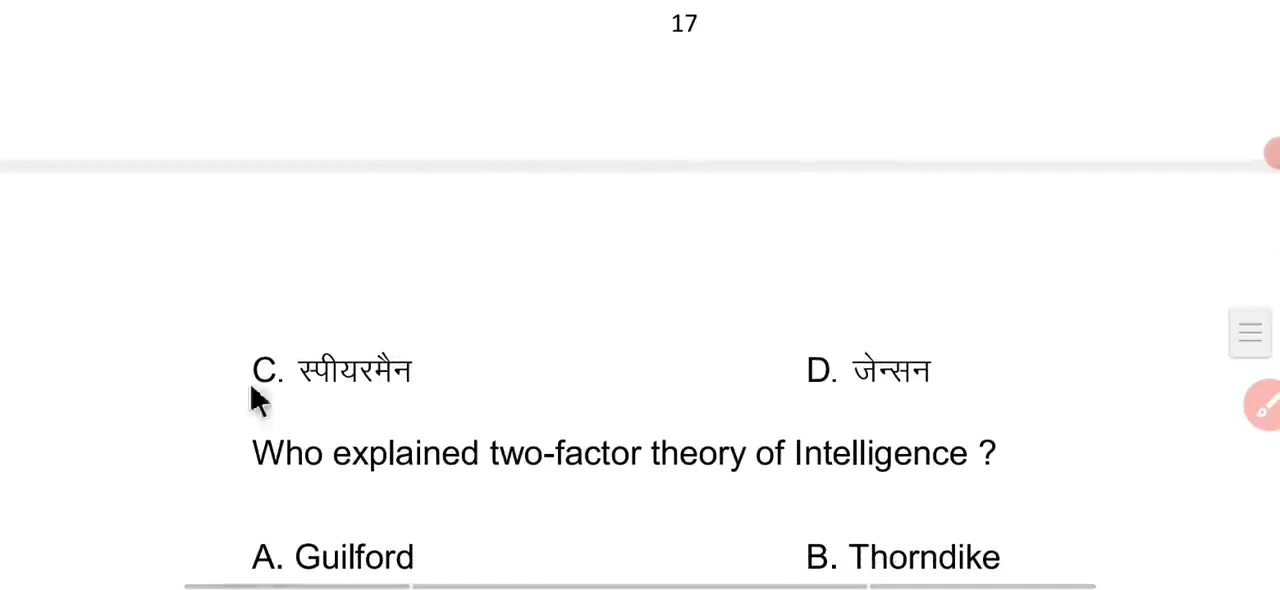 17
C. स्पीयरमैन D. जेन्सन
Who explained two-factor theory of Intelligence ?
A. Guilford B. Thorndike